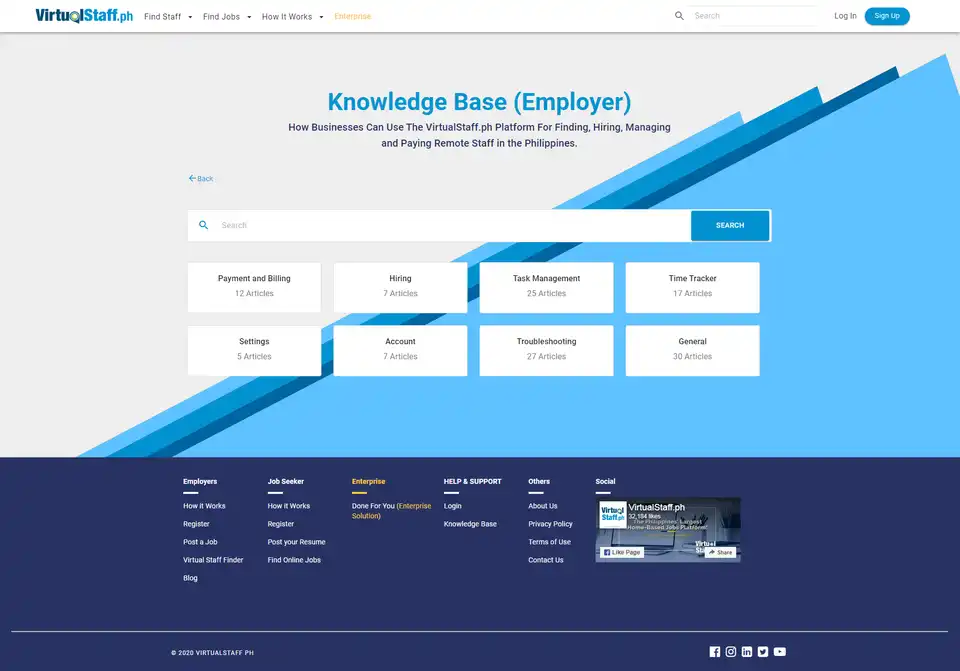 VirtualStaff.ph
Find Staff
Find Jobs
How It Works
Enterprise
Search
Log In
Sign Up
Knowledge Base (Employer)
How Businesses Can Use The VirtualStaff.ph Platform For Finding, Hiring, Managing
and Paying Remote Staff in the Philippines.
Back
Search
SEARCH
Payment and Billing
12 Articles
Hiring
7 Articles
Task Management
25 Articles
Time Tracker
17 Articles
Settings
5 Articles
Account
7 Articles
Troubleshooting
27 Articles
General
30 Articles
Employers
How it Works
Register
Post a Job
Virtual Staff Finder
Blog
Job Seeker
How it Works
Register
Post your Resume
Find Online Jobs
Enterprise
Done For You (Enterprise
Solution)
HELP & SUPPORT
Login
Knowledge Base
Others
About Us
Privacy Policy
Terms of Use
Contact Us
Social
Virtual
Staff.ph
VirtualStaff.ph
32,184 likes
The Philippines' Largest
Home-Based Jobs Platform!
Like Page
Share
© 2020 VIRTUALSTAFF PH